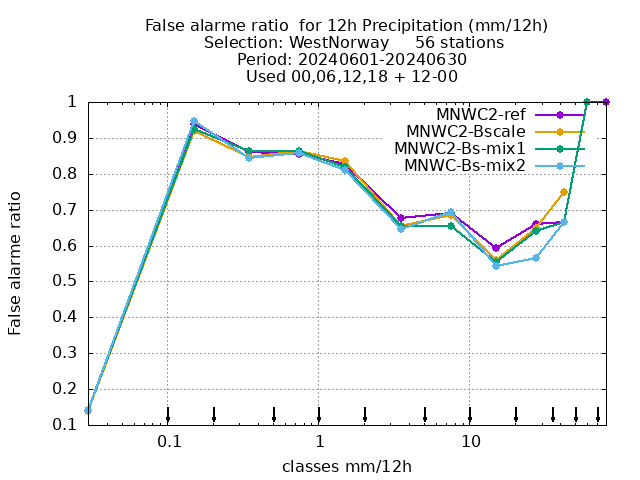 False alarme ratio  for 12h Precipitation (mm/12h)
Selection: WestNorway     56 stations
Period: 20240601-20240630
Used 00,06,12,18 + 12-00
MNWC2-ref
MNWC2-Bscale
MNWC2-Bs-mix1
MNWC-Bs-mix2
False alarme ratio
1
0.9
0.8
0.7
0.6
0.5
0.4
0.3
0.2
0.1
0.1 1 10
classes mm/12h